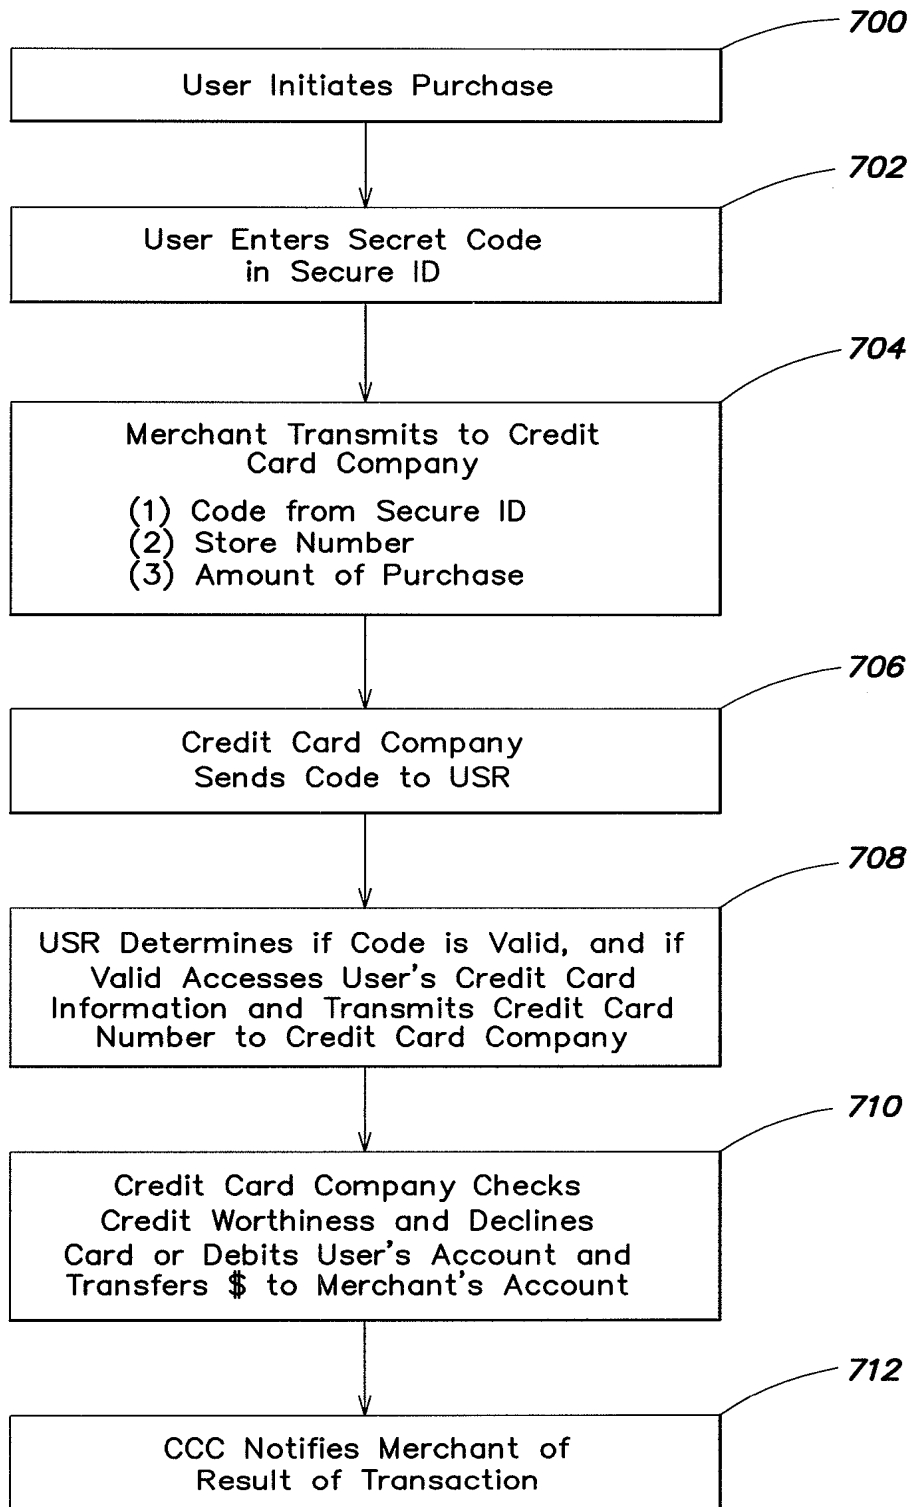 700
User Initiates Purchase
702
User Enters Secret Code
in Secure ID
704
Merchant Transmits to Credit
Card Company
(1) Code from Secure ID
(2) Store Number
(3) Amount of Purchase
706
Credit Card Company
Sends Code to USR
708
USR Determines if Code is Valid, and if
Valid Accesses User's Credit Card
Information and Transmits Credit Card
Number to Credit Card Company
710
Credit Card Company Checks
Credit Worthiness and Declines
Card or Debits User's Account and
Transfers $ to Merchant's Account
712
CCC Notifies Merchant of
Result of Transaction